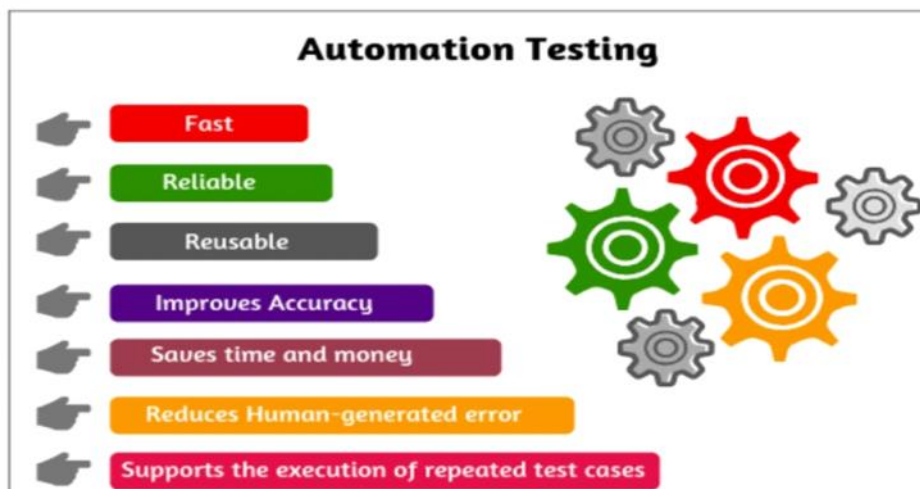 Automation Testing
Fast
Reliable
Reusable
Improves Accuracy
Saves time and money
Reduces Human-generated error
Supports the execution of repeated test cases